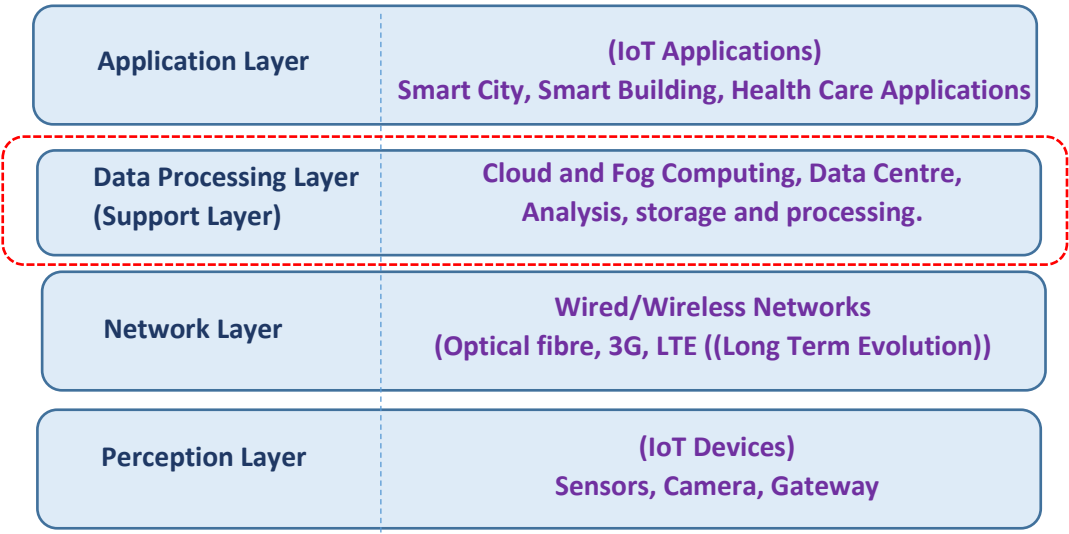 Application Layer
(IoT Applications)
Smart City, Smart Building, Health Care Applications
Data Processing Layer
(Support Layer)
Cloud and Fog Computing, Data Centre,
Analysis, storage and processing.
Network Layer
Wired/Wireless Networks
(Optical fibre, 3G, LTE ((Long Term Evolution))
Perception Layer
(IoT Devices)
Sensors, Camera, Gateway